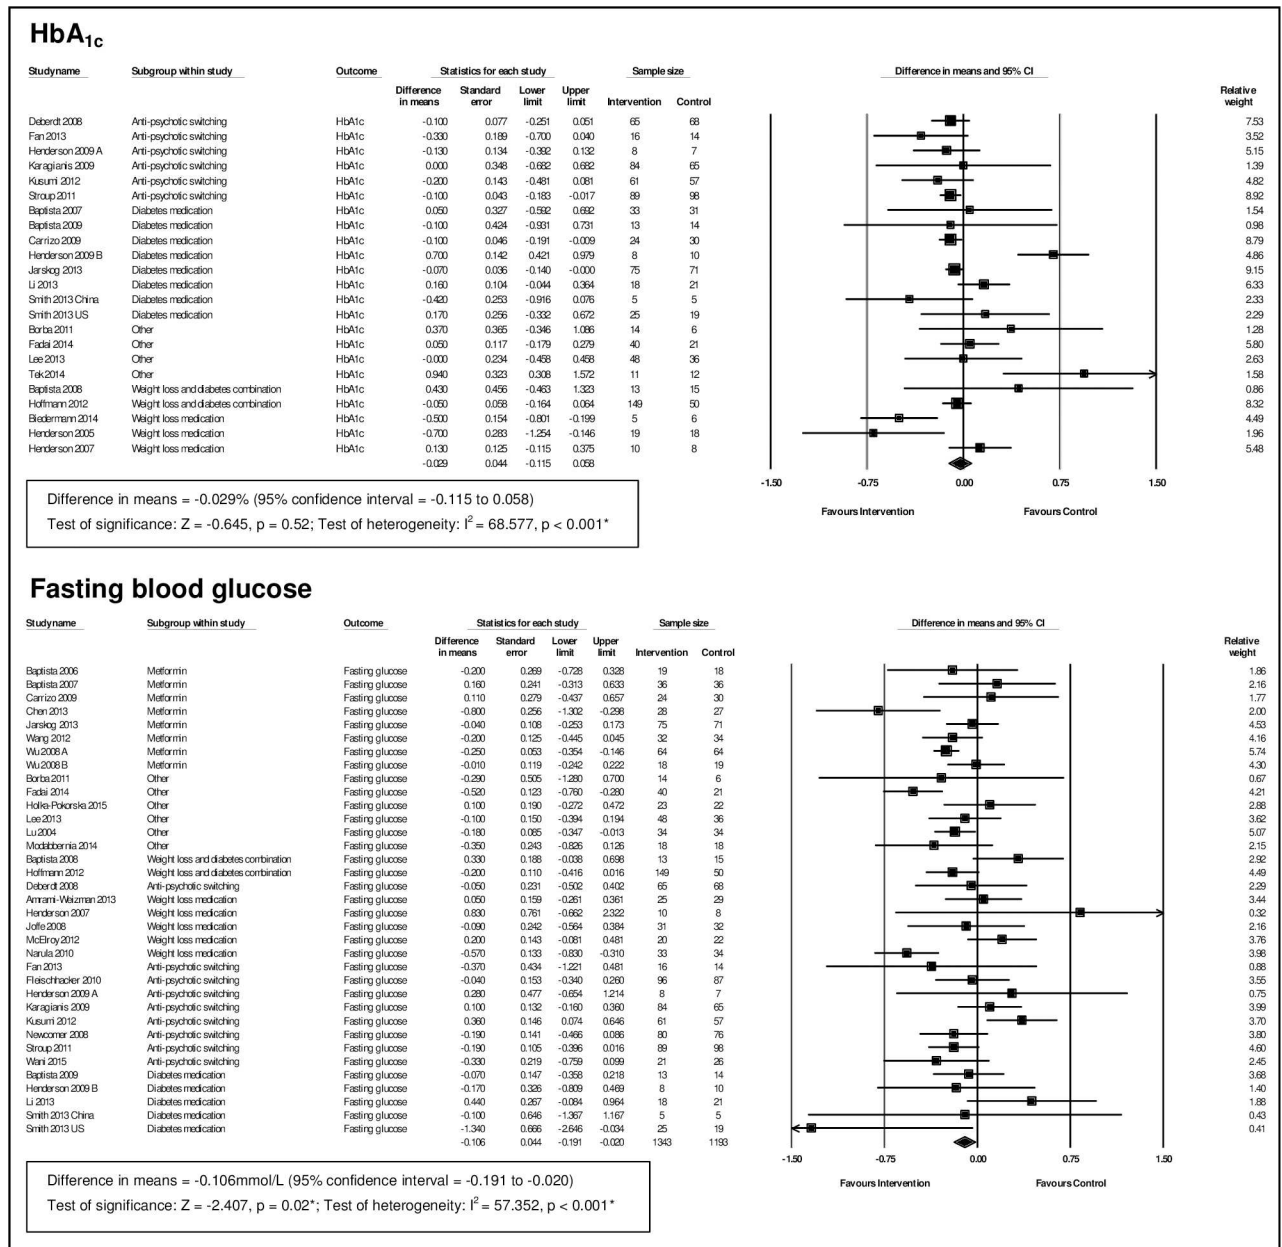 HbA1c
Study name Subgroup within study Outcome Statistics for each study Sample size Difference in means and 95% CI
Difference in means Standard error Lower limit Upper limit Intervention Control Relative weight
Deberdt 2008 Anti-psychotic switching HbA1c -0.100 0.077 -0.251 0.051 65 68 7.53
Fan 2013 Anti-psychotic switching HbA1c -0.330 0.189 -0.700 0.040 16 14 3.52
Henderson 2009 A Anti-psychotic switching HbA1c -0.130 0.134 -0.392 0.132 8 7 5.15
Karagianis 2009 Anti-psychotic switching HbA1c 0.000 0.348 -0.682 0.682 84 65 1.39
Kusumi 2012 Anti-psychotic switching HbA1c -0.200 0.143 -0.481 0.081 61 57 4.82
Stroup 2011 Anti-psychotic switching HbA1c -0.100 0.043 -0.183 -0.017 89 98 8.92
Baptista 2007 Diabetes medication HbA1c 0.050 0.327 -0.592 0.692 33 31 1.54
Baptista 2009 Diabetes medication HbA1c -0.100 0.424 -0.931 0.731 13 14 0.98
Carrizo 2009 Diabetes medication HbA1c -0.100 0.046 -0.191 -0.009 24 30 8.79
Henderson 2009 B Diabetes medication HbA1c 0.700 0.142 0.421 0.979 8 10 4.86
Jarskog 2013 Diabetes medication HbA1c -0.070 0.036 -0.140 -0.000 75 71 9.15
Li 2013 Diabetes medication HbA1c 0.160 0.104 -0.044 0.364 18 21 6.33
Smith 2013 China Diabetes medication HbA1c -0.420 0.253 -0.916 0.076 5 5 2.33
Smith 2013 US Diabetes medication HbA1c 0.170 0.256 -0.332 0.672 25 19 2.29
Borba 2011 Other HbA1c 0.370 0.365 -0.346 1.086 14 6 1.28
Fadai 2014 Other HbA1c 0.050 0.117 -0.179 0.279 40 21 5.80
Lee 2013 Other HbA1c -0.000 0.234 -0.458 0.458 48 36 2.63
Tek 2014 Other HbA1c 0.940 0.323 0.308 1.572 11 12 1.58
Baptista 2008 Weight loss and diabetes combination HbA1c 0.430 0.456 -0.463 1.323 13 15 0.86
Hoffmann 2012 Weight loss and diabetes combination HbA1c -0.050 0.058 -0.164 0.064 149 50 8.32
Biedermann 2014 Weight loss medication HbA1c -0.500 0.154 -0.801 -0.199 5 6 4.49
Henderson 2005 Weight loss medication HbA1c -0.700 0.283 -1.254 -0.146 19 18 1.96
Henderson 2007 Weight loss medication HbA1c 0.130 0.125 -0.115 0.375 10 8 5.48
-0.029 0.044 -0.115 0.058
-1.50 -0.75 0.00 0.75 1.50
Favours Intervention Favours Control
Difference in means = -0.029% (95% confidence interval = -0.115 to 0.058)
Test of significance: Z = -0.645, p = 0.52; Test of heterogeneity: I² = 68.577, p < 0.001*
Fasting blood glucose
Study name Subgroup within study Outcome Statistics for each study Sample size Difference in means and 95% CI
Difference in means Standard error Lower limit Upper limit Intervention Control Relative weight
Baptista 2006 Metformin Fasting glucose -0.200 0.269 -0.728 0.328 19 18 1.86
Baptista 2007 Metformin Fasting glucose 0.160 0.241 -0.313 0.633 36 36 2.16
Carrizo 2009 Metformin Fasting glucose 0.110 0.279 -0.437 0.657 24 30 1.77
Chen 2013 Metformin Fasting glucose -0.800 0.256 -1.302 -0.298 28 27 2.00
Jarskog 2013 Metformin Fasting glucose -0.040 0.108 -0.253 0.173 75 71 4.53
Wang 2012 Metformin Fasting glucose -0.200 0.125 -0.445 0.045 32 34 4.16
Wu 2008 A Metformin Fasting glucose -0.250 0.053 -0.354 -0.146 64 64 5.74
Wu 2008 B Metformin Fasting glucose -0.010 0.119 -0.242 0.222 18 19 4.30
Borba 2011 Other Fasting glucose -0.290 0.505 -1.280 0.700 14 6 0.67
Fadai 2014 Other Fasting glucose -0.520 0.123 -0.760 -0.280 40 21 4.21
Holka-Pokorska 2015 Other Fasting glucose 0.100 0.190 -0.272 0.472 23 22 2.88
Lee 2013 Other Fasting glucose -0.100 0.150 -0.394 0.194 48 36 3.62
Lu 2004 Other Fasting glucose -0.180 0.085 -0.347 -0.013 34 34 5.07
Modabbernia 2014 Other Fasting glucose -0.350 0.243 -0.826 0.126 18 18 2.15
Baptista 2008 Weight loss and diabetes combination Fasting glucose 0.330 0.188 -0.038 0.698 13 15 2.92
Hoffmann 2012 Weight loss and diabetes combination Fasting glucose -0.200 0.110 -0.416 0.016 149 50 4.49
Deberdt 2008 Anti-psychotic switching Fasting glucose -0.050 0.231 -0.502 0.402 65 68 2.29
Amrami-Weizman 2013 Weight loss medication Fasting glucose 0.050 0.159 -0.261 0.361 25 29 3.44
Henderson 2007 Weight loss medication Fasting glucose 0.830 0.761 -0.662 2.322 10 8 0.32
Joffe 2008 Weight loss medication Fasting glucose -0.090 0.242 -0.564 0.384 31 32 2.16
McElroy 2012 Weight loss medication Fasting glucose 0.200 0.143 -0.081 0.481 20 22 3.76
Narula 2010 Weight loss medication Fasting glucose -0.570 0.133 -0.830 -0.310 33 34 3.98
Fan 2013 Anti-psychotic switching Fasting glucose -0.370 0.434 -1.221 0.481 16 14 0.88
Fleischhacker 2010 Anti-psychotic switching Fasting glucose -0.040 0.153 -0.340 0.260 96 87 3.55
Henderson 2009 A Anti-psychotic switching Fasting glucose 0.280 0.477 -0.654 1.214 8 7 0.75
Karagianis 2009 Anti-psychotic switching Fasting glucose 0.100 0.132 -0.160 0.360 84 65 3.99
Kusumi 2012 Anti-psychotic switching Fasting glucose 0.360 0.146 0.074 0.646 61 57 3.70
Newcomer 2008 Anti-psychotic switching Fasting glucose -0.190 0.141 -0.466 0.086 80 76 3.80
Stroup 2011 Anti-psychotic switching Fasting glucose -0.190 0.105 -0.396 0.016 89 98 4.60
Wani 2015 Anti-psychotic switching Fasting glucose -0.330 0.219 -0.759 0.099 21 26 2.45
Baptista 2009 Diabetes medication Fasting glucose -0.070 0.147 -0.358 0.218 13 14 3.68
Henderson 2009 B Diabetes medication Fasting glucose -0.170 0.326 -0.809 0.469 8 10 1.40
Li 2013 Diabetes medication Fasting glucose 0.440 0.267 -0.084 0.964 18 21 1.88
Smith 2013 China Diabetes medication Fasting glucose -0.100 0.646 -1.367 1.167 5 5 0.43
Smith 2013 US Diabetes medication Fasting glucose -1.340 0.666 -2.646 -0.034 25 19 0.41
-0.106 0.044 -0.191 -0.020 1343 1193
-1.50 -0.75 0.00 0.75 1.50
Favours Intervention Favours Control
Difference in means = -0.106mmol/L (95% confidence interval = -0.191 to -0.020)
Test of significance: Z = -2.407, p = 0.02*; Test of heterogeneity: I² = 57.352, p < 0.001*